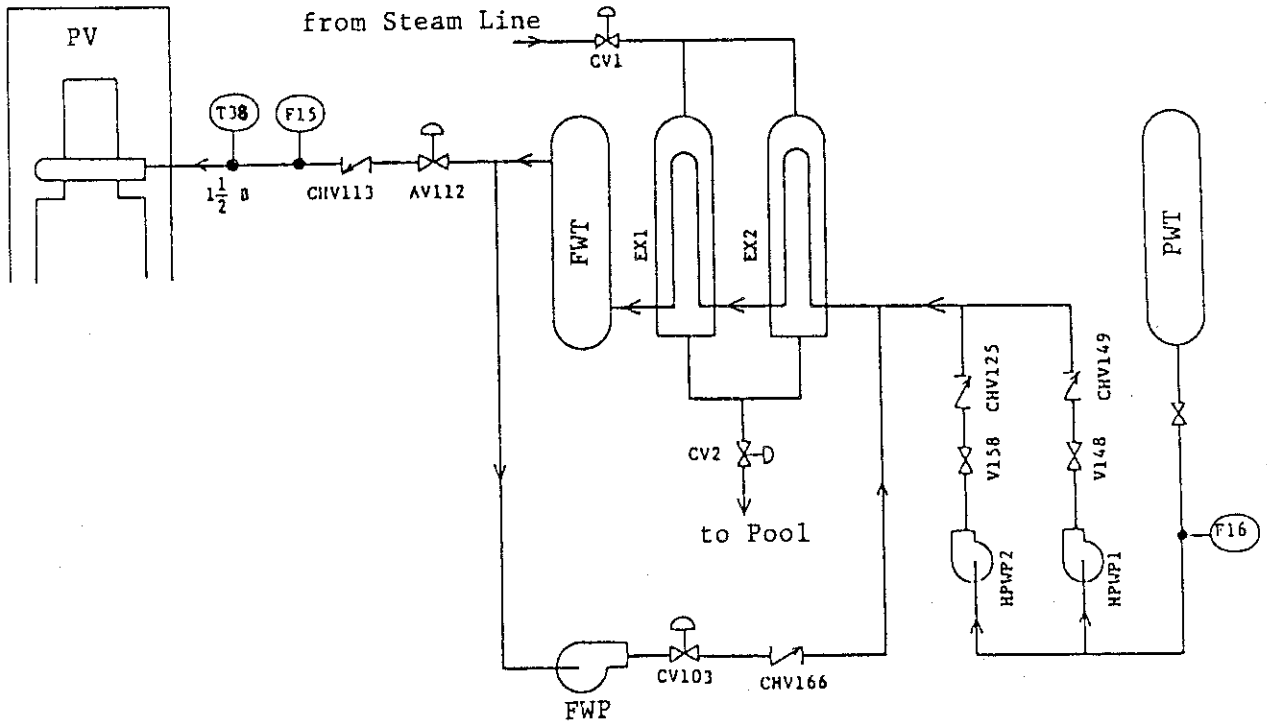 from Steam Line
PV
CV1
T38
F15
1 1/2 B
CHV113
AV112
FWT
EX1
EX2
PWT
CHV125
CHV149
CV2
V158
V148
to Pool
F16
HPWP2
HPWP1
CV103
CHV166
FWP